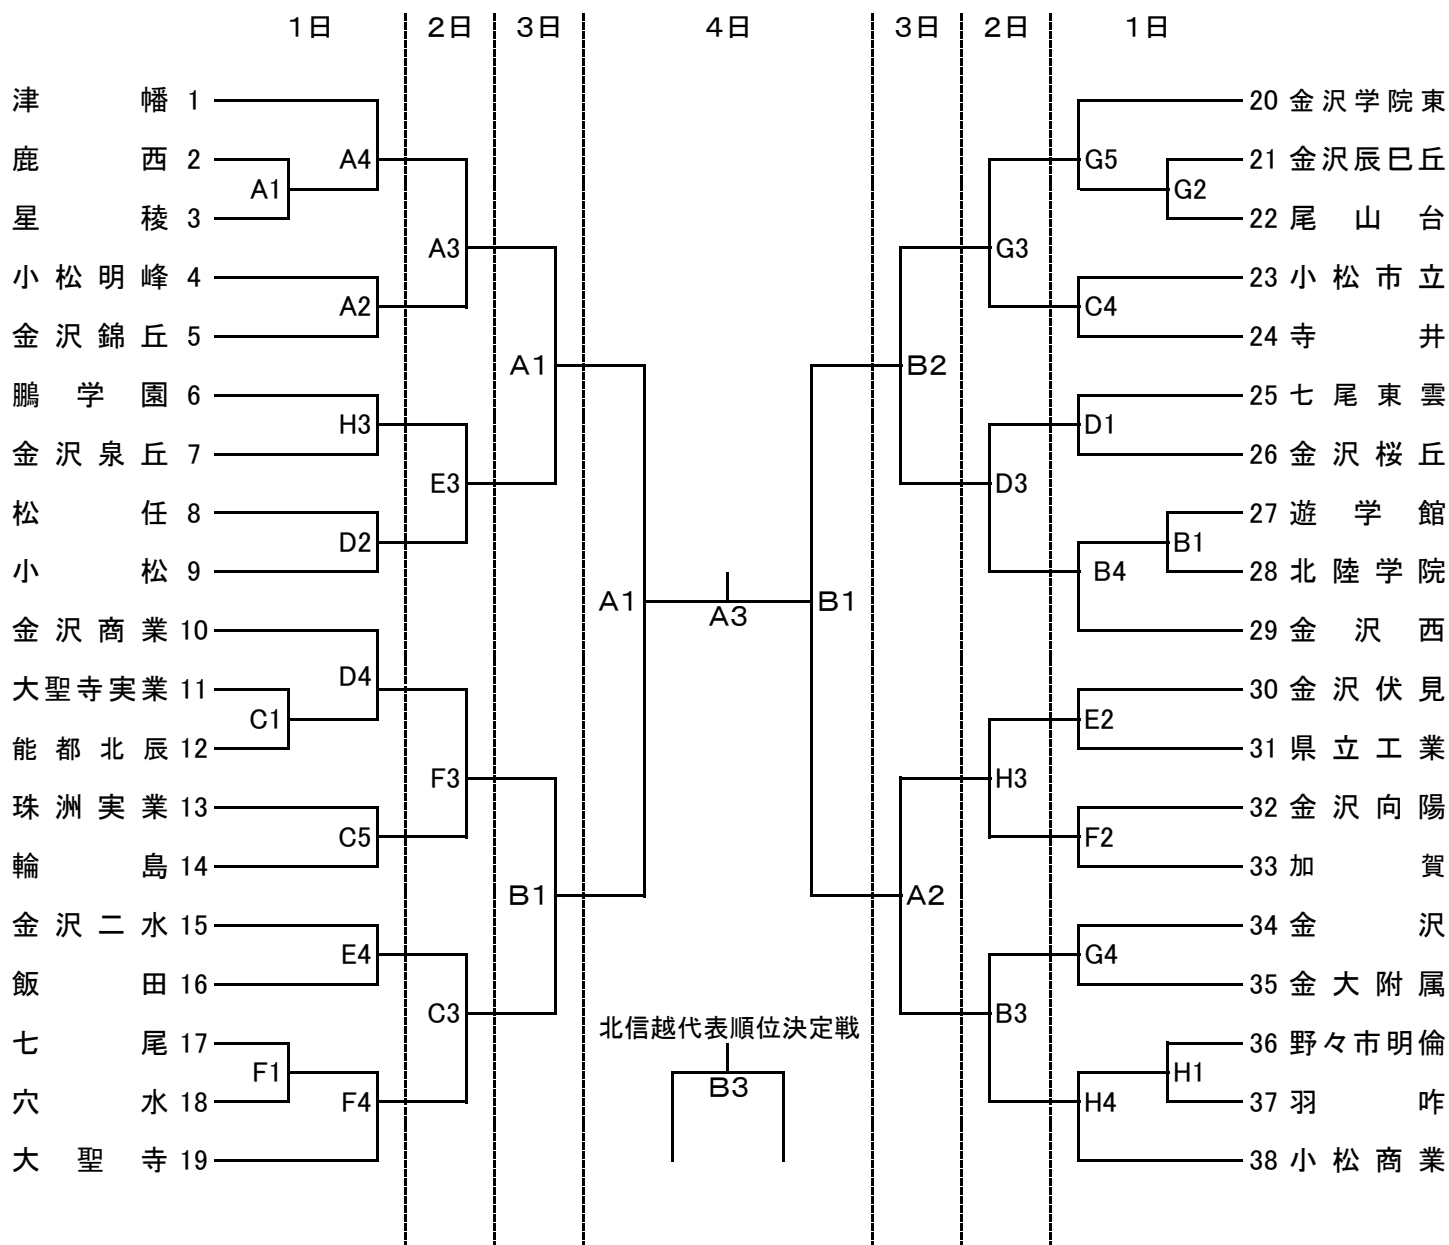 1日 2日 3日 4日 3日 2日 1日
津幡 1
鹿西 2
星稜 3
小松明峰 4
金沢錦丘 5
鵬学園 6
金沢泉丘 7
松任 8
小松 9
金沢商業 10
大聖寺実業 11
能都北辰 12
珠洲実業 13
輪島 14
金沢二水 15
飯田 16
七尾 17
穴水 18
大聖寺 19
A4
A1
A2
H3
D2
D4
C1
C5
E4
F1
F4
A3
E3
F3
C3
A1
B1
A1
A3
B1
北信越代表順位決定戦
B3
B2
A2
G3
D3
H3
B3
G5
G2
C4
D1
B1
B4
E2
F2
G4
H1
H4
20 金沢学院東
21 金沢辰巳丘
22 尾山台
23 小松市立
24 寺井
25 七尾東雲
26 金沢桜丘
27 遊学館
28 北陸学院
29 金沢西
30 金沢伏見
31 県立工業
32 金沢向陽
33 加賀
34 金沢
35 金大附属
36 野々市明倫
37 羽咋
38 小松商業